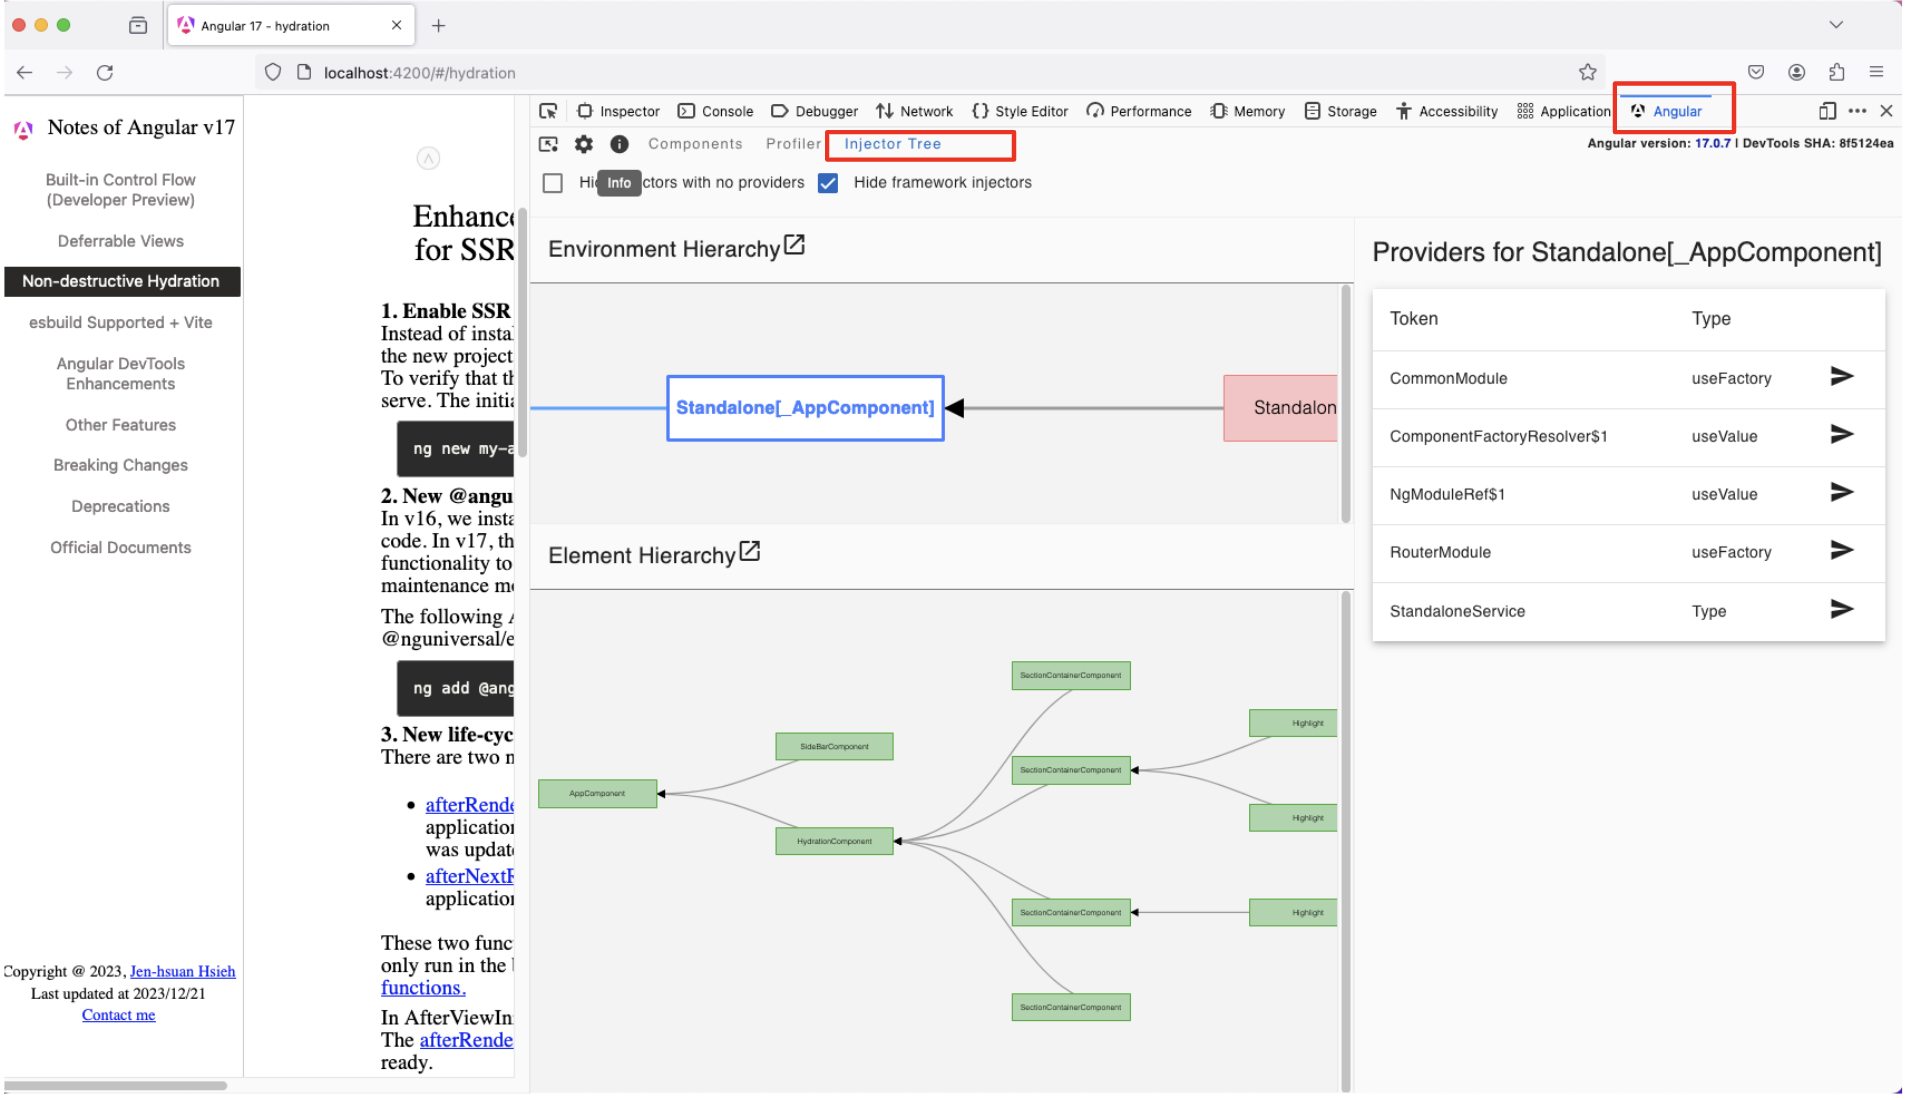 Angular 17 - hydration
localhost:4200/#/hydration
Notes of Angular v17
Built-in Control Flow
(Developer Preview)
Deferrable Views
Non-destructive Hydration
esbuild Supported + Vite
Angular DevTools
Enhancements
Other Features
Breaking Changes
Deprecations
Official Documents
Copyright @ 2023, Jen-hsuan Hsieh
Last updated at 2023/12/21
Contact me
Enhance
for SSR
1. Enable SSR
Instead of insta
the new project
To verify that th
serve. The initia
ng new my-a
2. New @angu
In v16, we insta
code. In v17, th
functionality to
maintenance mo
The following A
@nguniversal/e
ng add @ang
3. New life-cyc
There are two n
afterRende
application
was update
afterNextR
application
These two func
only run in the b
functions.
In AfterViewIni
The afterRende
ready.
Inspector Console Debugger Network Style Editor Performance Memory Storage Accessibility Application Angular
Components Profiler Injector Tree
Angular version: 17.0.7 | DevTools SHA: 8f5124ea
Hi Info ctors with no providers Hide framework injectors
Environment Hierarchy
Standalone[_AppComponent]
Standalon
Element Hierarchy
AppComponent
SideBarComponent
HydrationComponent
SectionContainerComponent
SectionContainerComponent
SectionContainerComponent
SectionContainerComponent
Highlight
Highlight
Highlight
Providers for Standalone[_AppComponent]
Token Type
CommonModule useFactory
ComponentFactoryResolver$1 useValue
NgModuleRef$1 useValue
RouterModule useFactory
StandaloneService Type